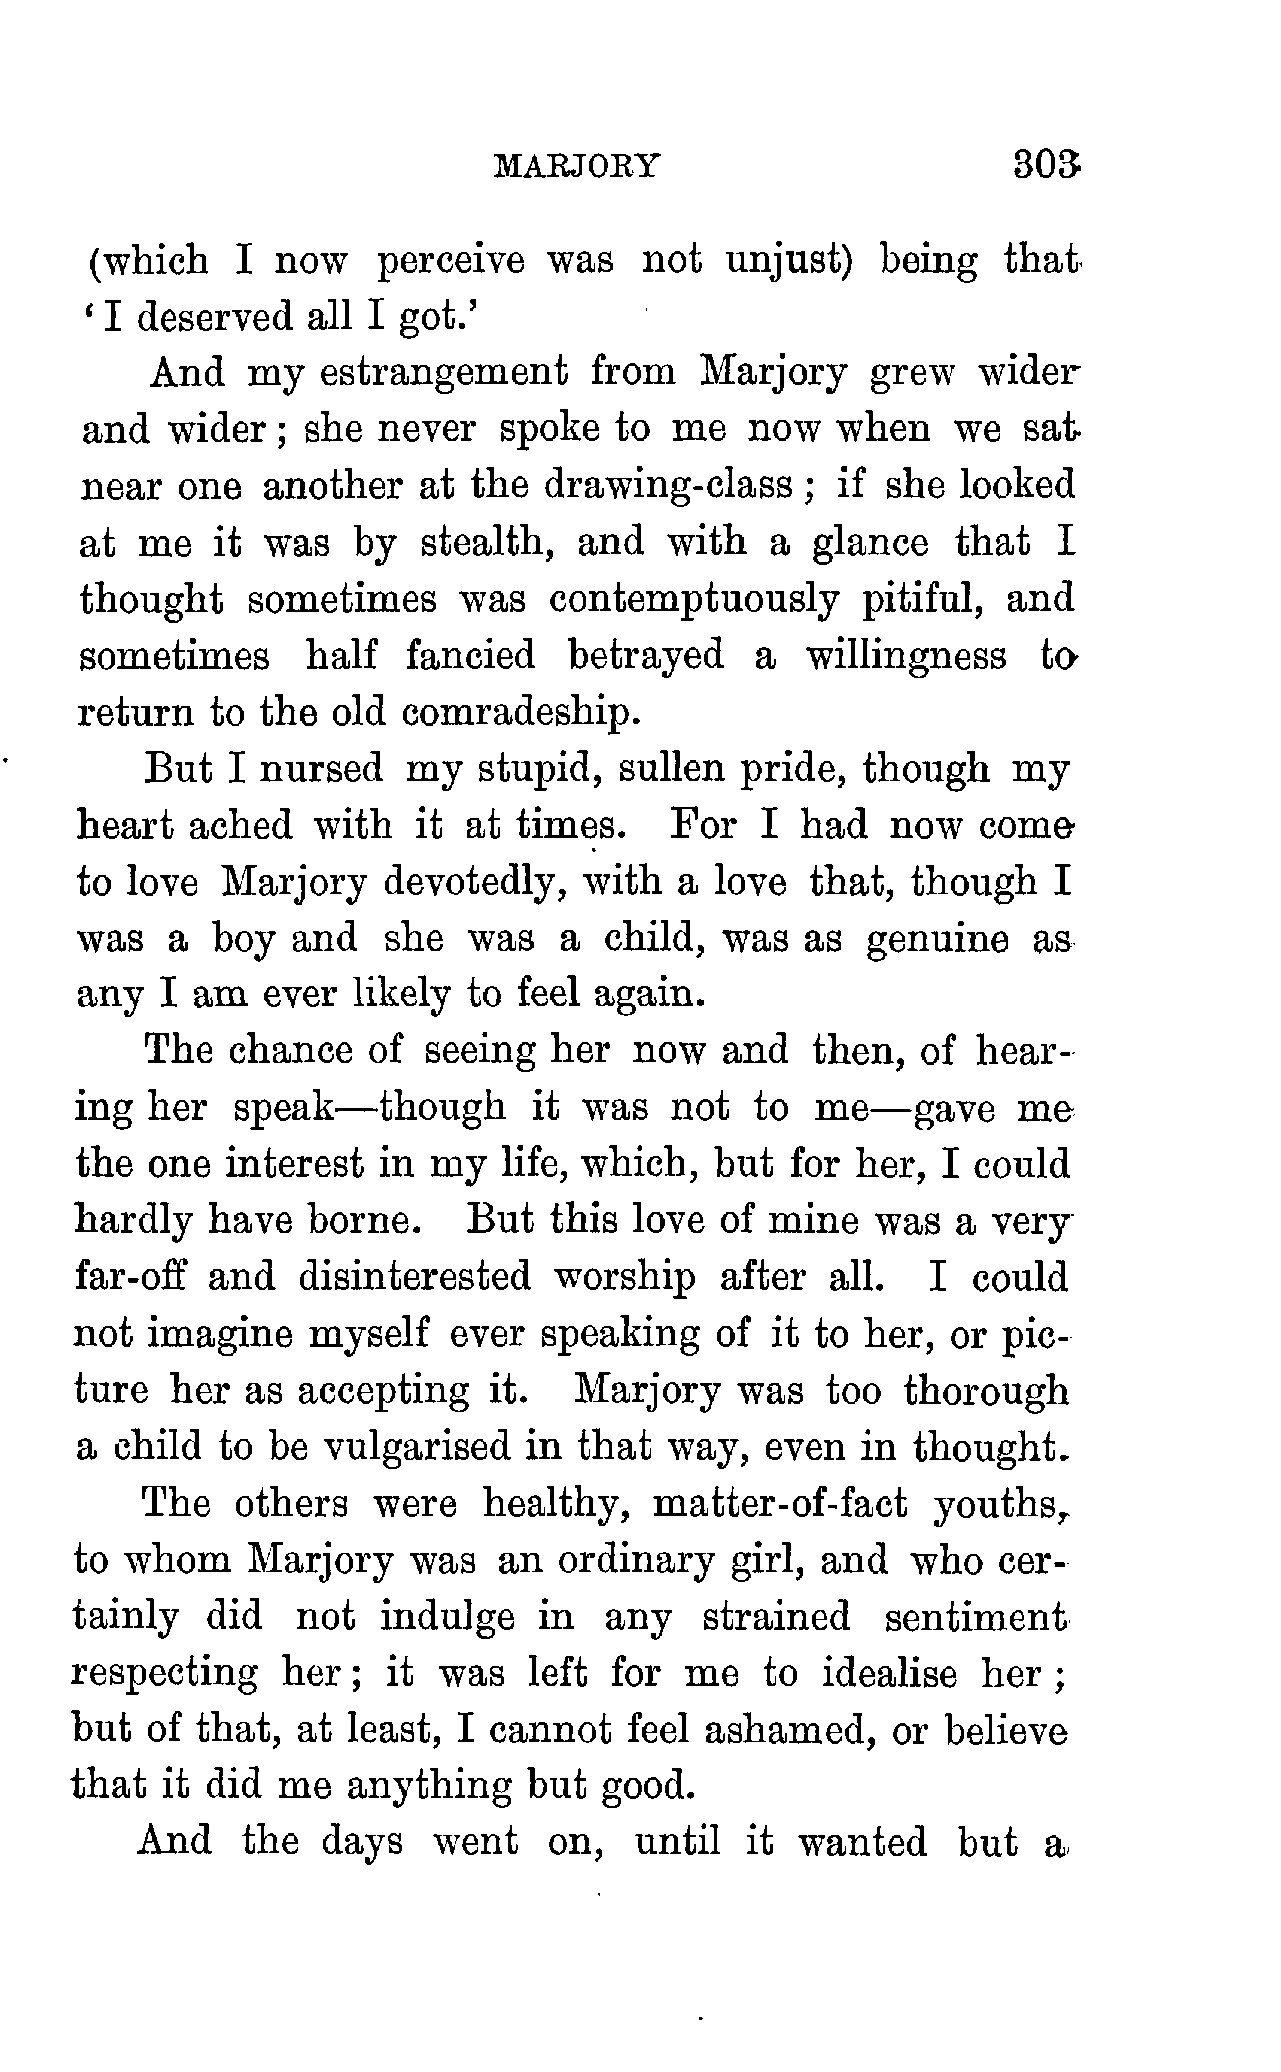 MARJORY 303
(which I now perceive was not unjust) being that
‘ I deserved all I got.’
And my estrangement from Marjory grew wider
and wider ; she never spoke to me now when we sat
near one another at the drawing-class ; if she looked
at me it was by stealth, and with a glance that I
thought sometimes was contemptuously pitiful, and
sometimes half fancied betrayed a willingness to
return to the old comradeship.
But I nursed my stupid, sullen pride, though my
heart ached with it at times. For I had now come
to love Marjory devotedly, with a love that, though I
was a boy and she was a child, was as genuine as
any I am ever likely to feel again.
The chance of seeing her now and then, of hear-
ing her speak—though it was not to me—gave me
the one interest in my life, which, but for her, I could
hardly have borne. But this love of mine was a very
far-off and disinterested worship after all. I could
not imagine myself ever speaking of it to her, or pic-
ture her as accepting it. Marjory was too thorough
a child to be vulgarised in that way, even in thought.
The others were healthy, matter-of-fact youths,
to whom Marjory was an ordinary girl, and who cer-
tainly did not indulge in any strained sentiment
respecting her ; it was left for me to idealise her ;
but of that, at least, I cannot feel ashamed, or believe
that it did me anything but good.
And the days went on, until it wanted but a